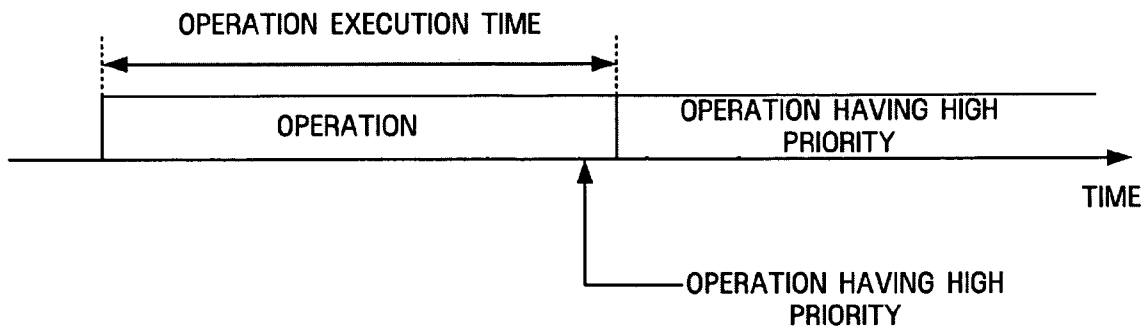 OPERATION EXECUTION TIME
OPERATION
OPERATION HAVING HIGH
PRIORITY
TIME
OPERATION HAVING HIGH
PRIORITY